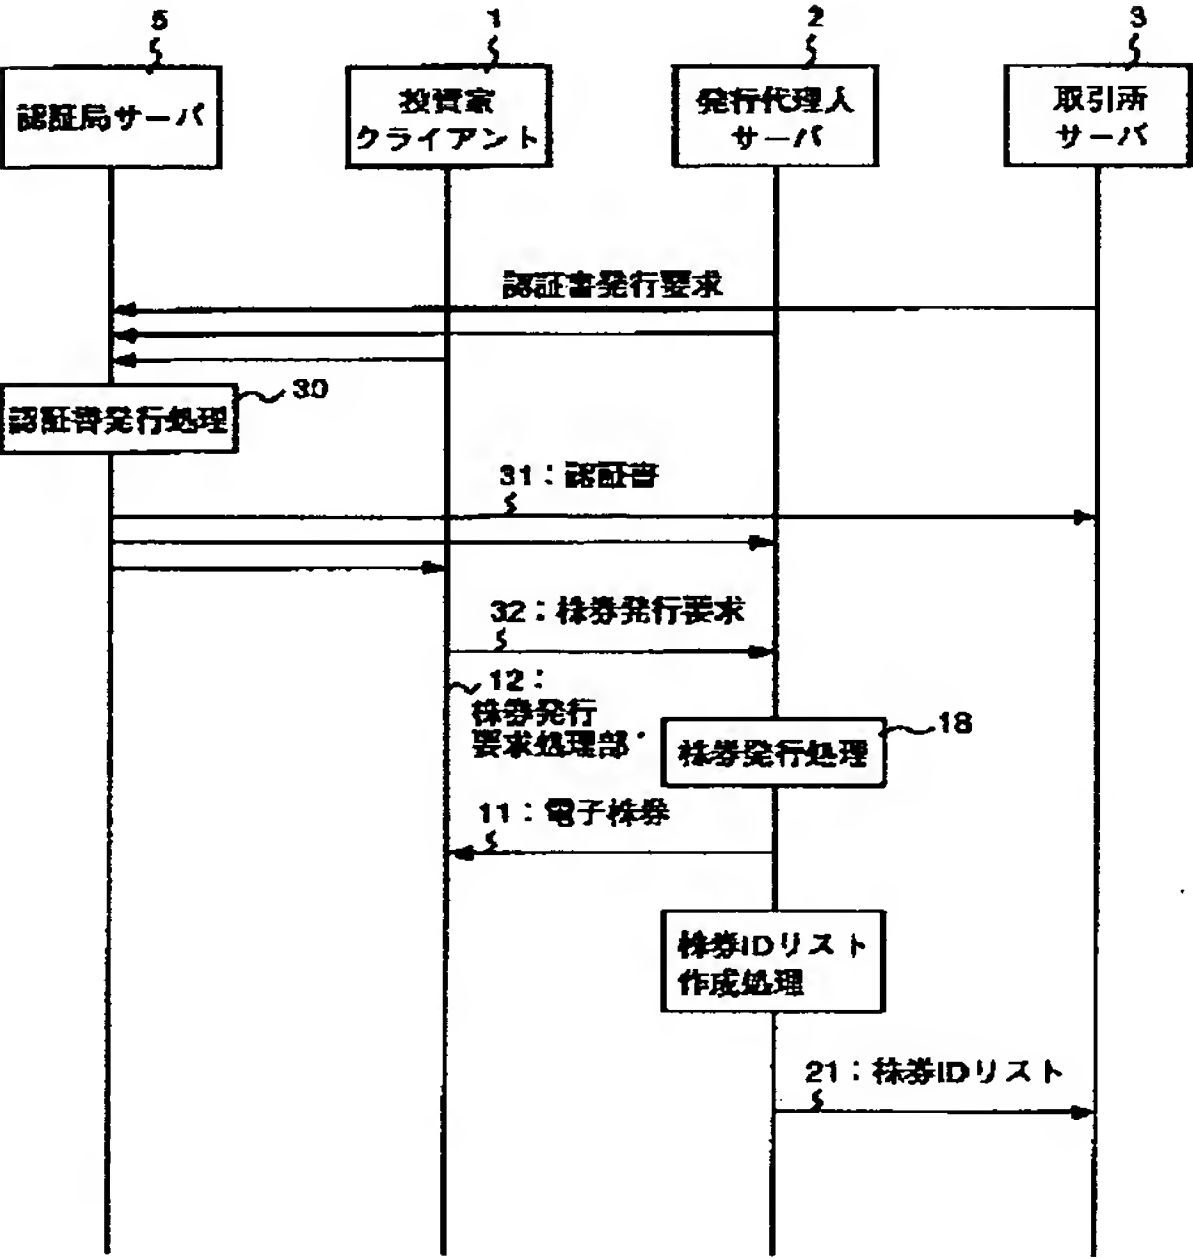 5
1
2
3
認証局サーバ
投資家
クライアント
発行代理人
サーバ
取引所
サーバ
認証書発行要求
30
認証書発行処理
31：認証書
32：株券発行要求
12：
株券発行
要求処理部
18
株券発行処理
11：電子株券
株券IDリスト
作成処理
21：株券IDリスト